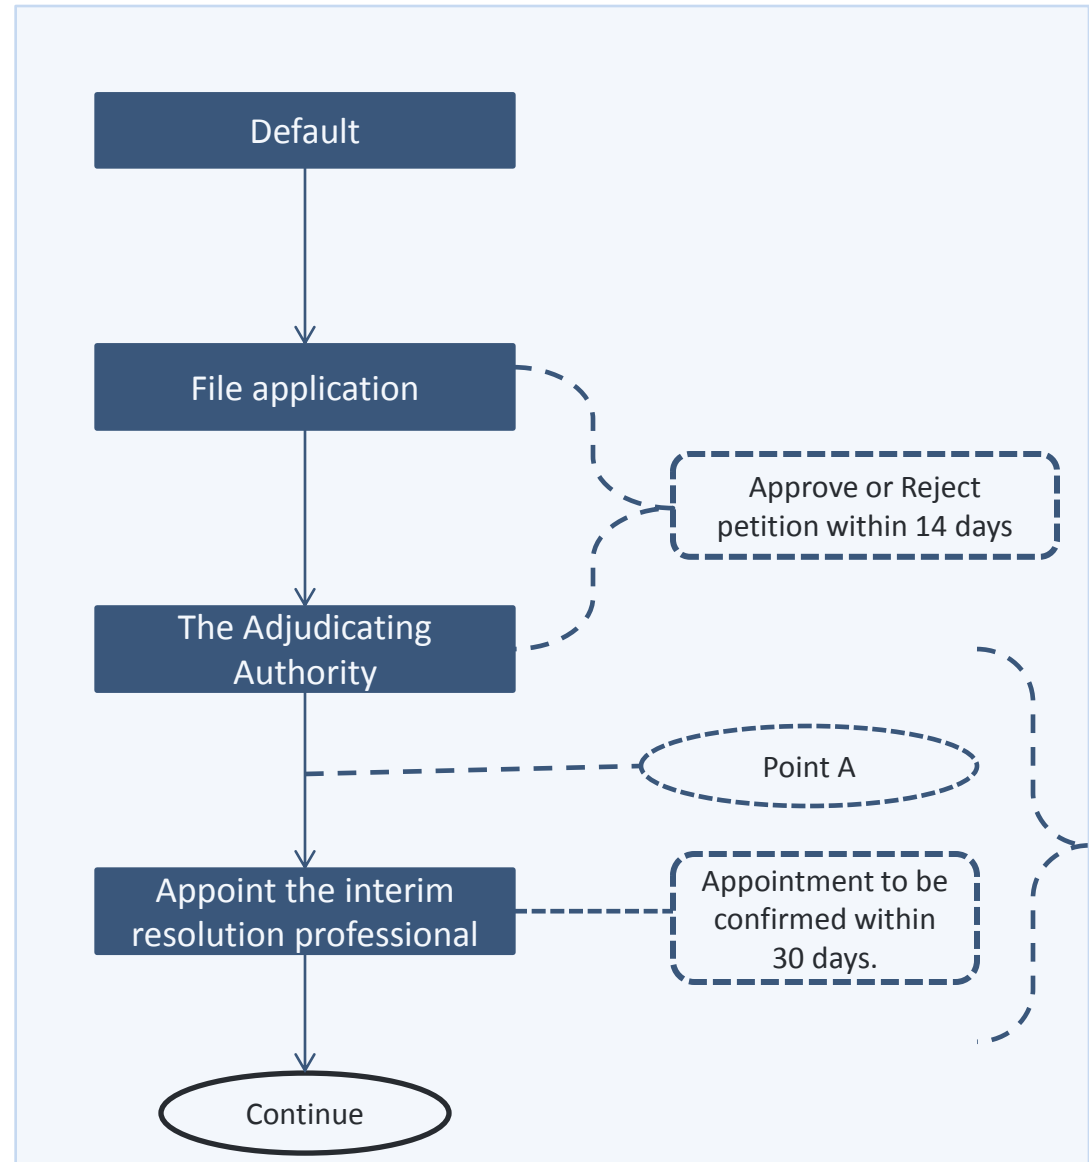 Default
File application
Approve or Reject
petition within 14 days
The Adjudicating
Authority
Point A
Appoint the interim
resolution professional
Appointment to be
confirmed within
30 days.
Continue